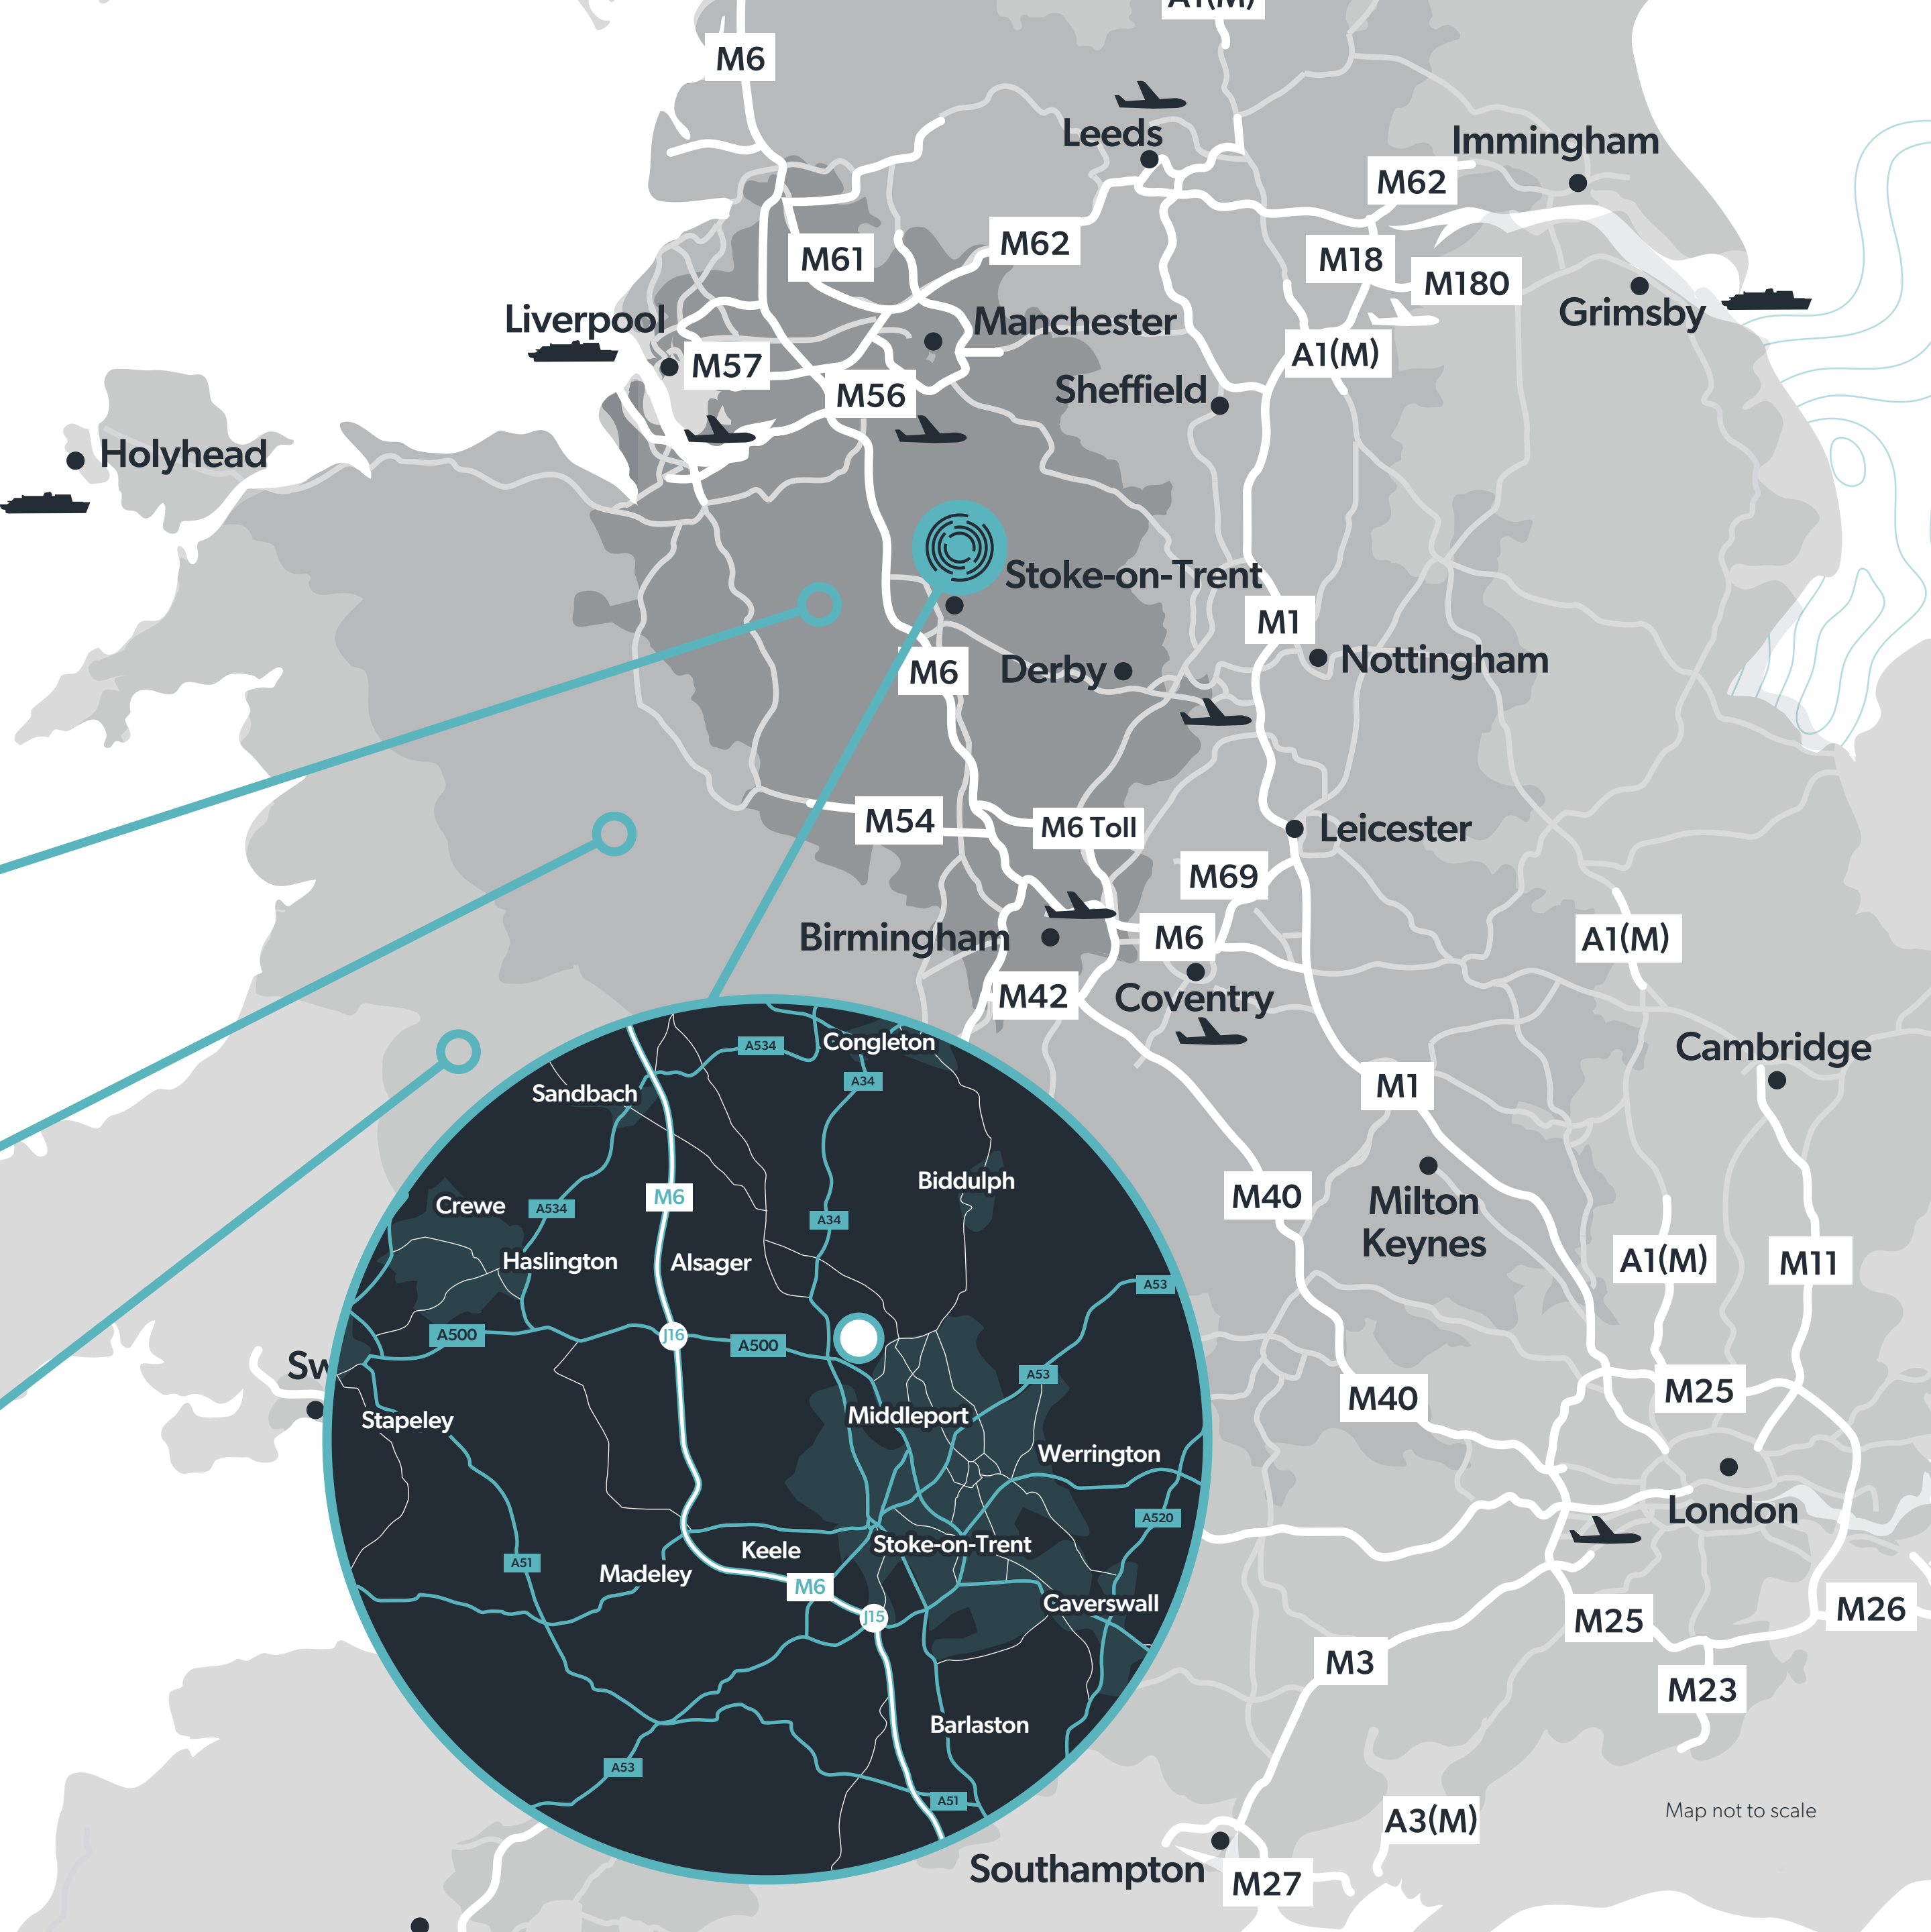 A1(M)
M6
Leeds
Immingham
M62
M62
M61
M18
M180
Grimsby
Liverpool
Manchester
M57
A1(M)
M56
Sheffield
Holyhead
Stoke-on-Trent
M1
M6
Derby
Nottingham
M54
M6 Toll
Leicester
M69
Birmingham
M6
A1(M)
M42
Coventry
Cambridge
M1
M40
Milton
Keynes
A1(M)
M11
Sw
M40
M25
London
M25
M26
M3
M23
A3(M)
Map not to scale
Southampton
M27
A534
Congleton
A34
Sandbach
Biddulph
M6
Crewe
A534
A34
Haslington
Alsager
A53
A500
J16
A500
A53
Stapeley
Middleport
Werrington
A520
Stoke-on-Trent
Keele
A51
Madeley
M6
Caverswall
J15
Barlaston
A53
A51